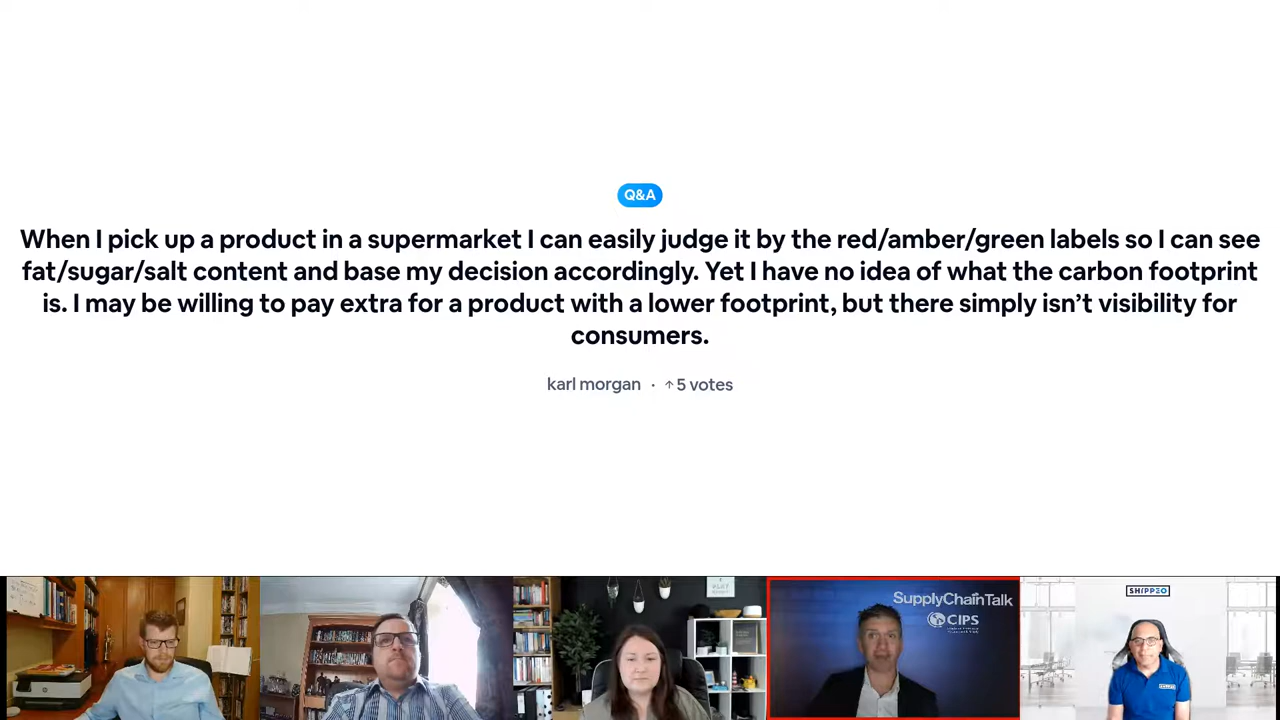 Q&A
When I pick up a product in a supermarket I can easily judge it by the red/amber/green labels so I can see
fat/sugar/salt content and base my decision accordingly. Yet I have no idea of what the carbon footprint
is. I may be willing to pay extra for a product with a lower footprint, but there simply isn’t visibility for
consumers.
karl morgan · ↑ 5 votes
SupplyChainTalk
CIPS
SHIPPEO